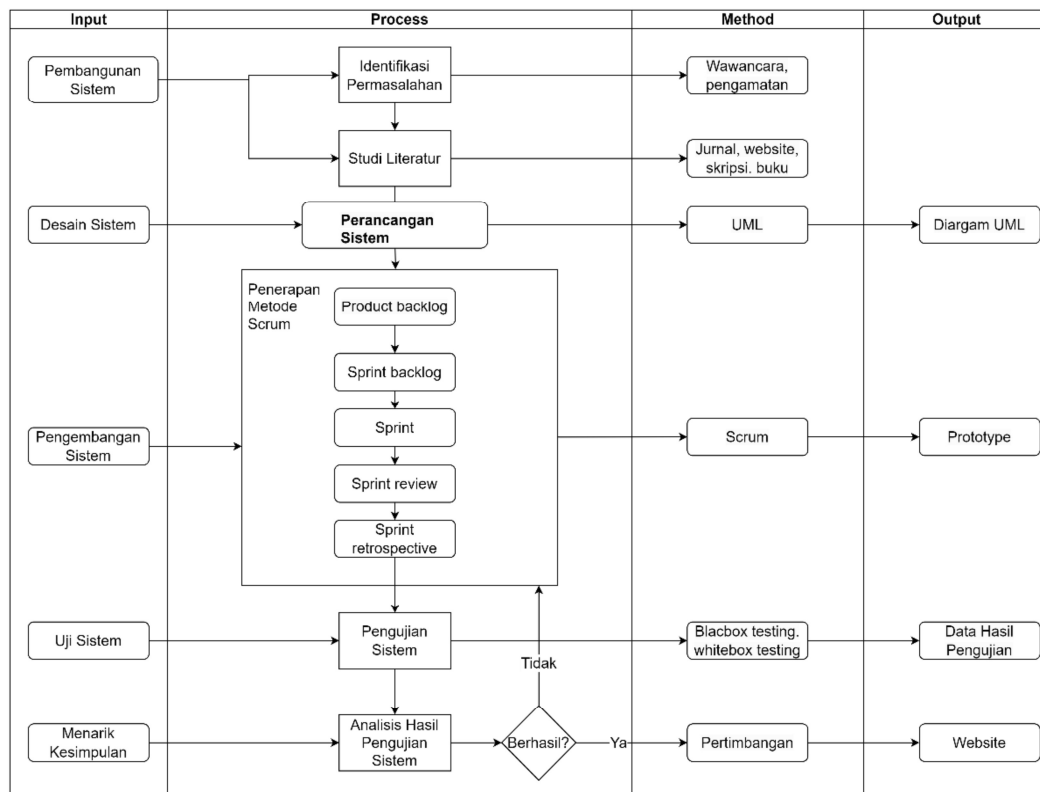 Input
Process
Method
Output
Pembangunan
Sistem
Identifikasi
Permasalahan
Wawancara,
pengamatan
Studi Literatur
Jurnal, website,
skripsi. buku
Desain Sistem
Perancangan
Sistem
UML
Diargam UML
Penerapan
Metode
Scrum
Product backlog
Sprint backlog
Sprint
Sprint review
Sprint
retrospective
Pengembangan
Sistem
Scrum
Prototype
Uji Sistem
Pengujian
Sistem
Blacbox testing.
whitebox testing
Data Hasil
Pengujian
Tidak
Menarik
Kesimpulan
Analisis Hasil
Pengujian
Sistem
Berhasil?
Ya
Pertimbangan
Website